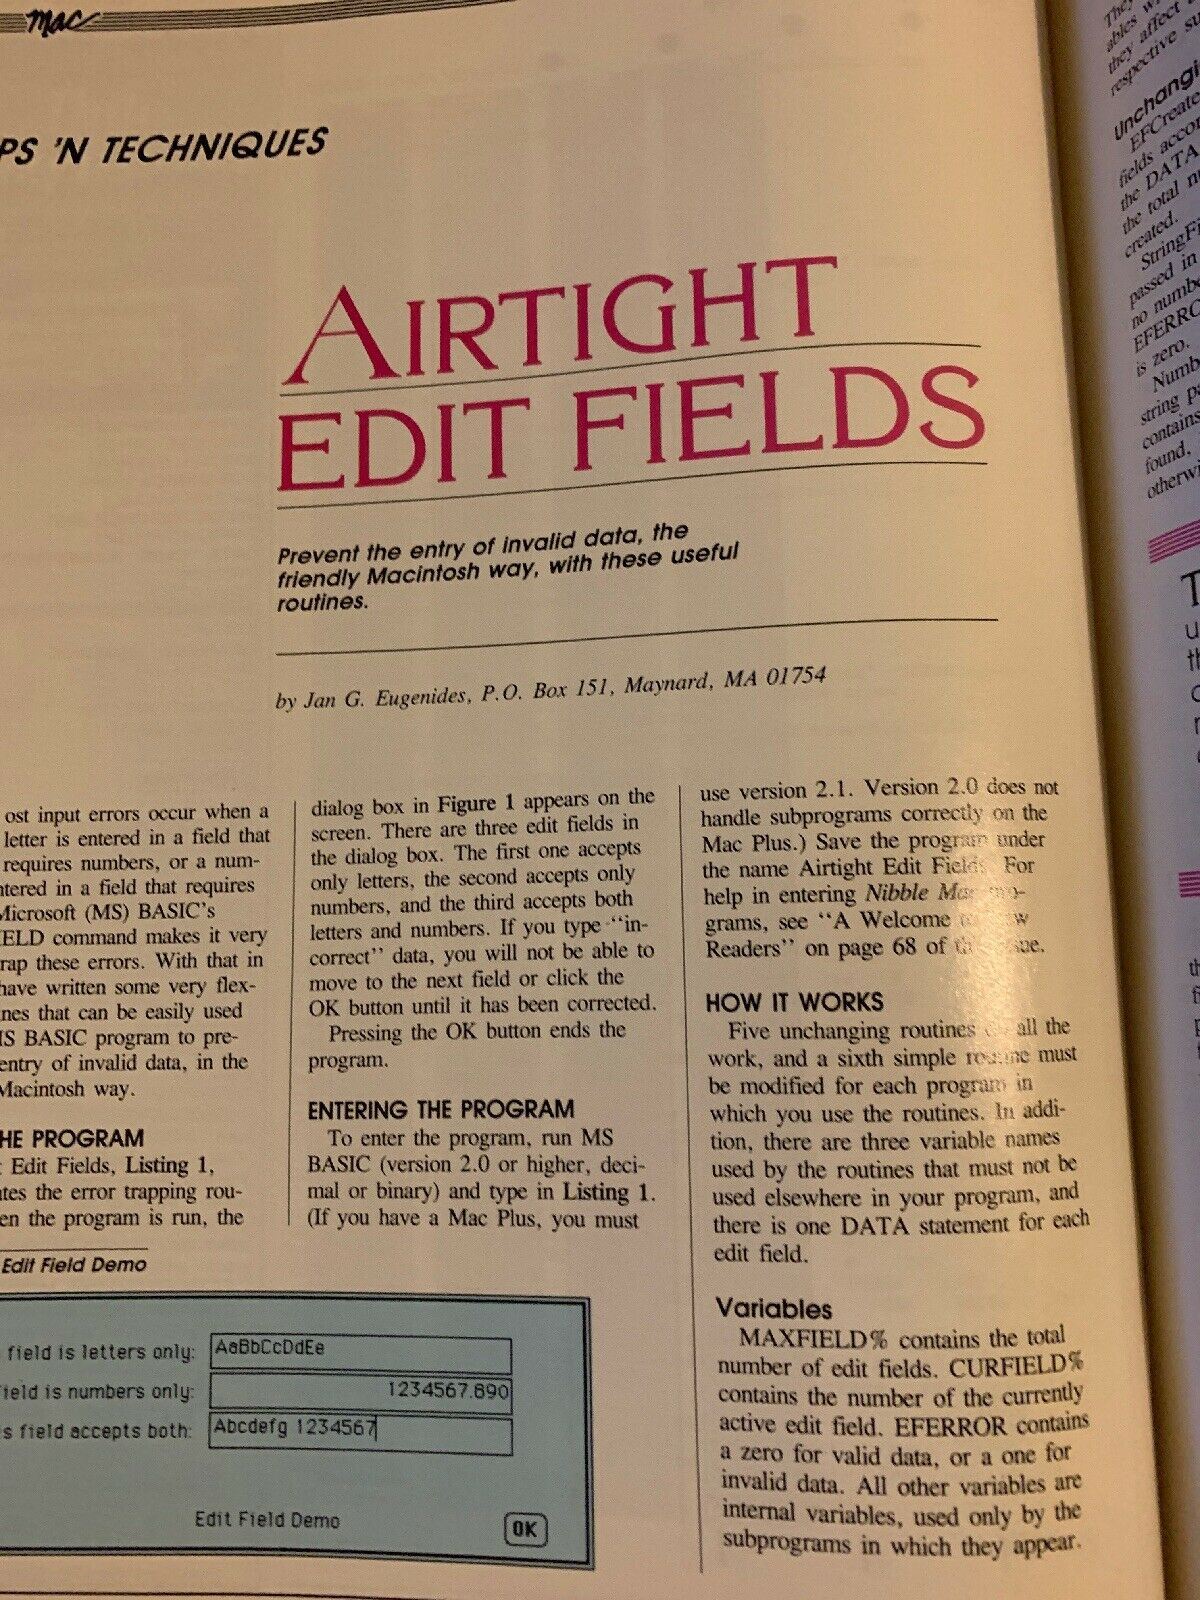 Mac
PS 'N TECHNIQUES
AIRTIGHT
EDIT FIELDS
Prevent the entry of invalid data, the
friendly Macintosh way, with these useful
routines.
by Jan G. Eugenides, P.O. Box 151, Maynard, MA 01754
ost input errors occur when a
letter is entered in a field that
requires numbers, or a num-
ntered in a field that requires
Microsoft (MS) BASIC's
IELD command makes it very
rap these errors. With that in
have written some very flex-
ines that can be easily used
MS BASIC program to pre-
entry of invalid data, in the
Macintosh way.
HE PROGRAM
t Edit Fields, Listing 1,
ates the error trapping rou-
en the program is run, the
dialog box in Figure 1 appears on the
screen. There are three edit fields in
the dialog box. The first one accepts
only letters, the second accepts only
numbers, and the third accepts both
letters and numbers. If you type "in-
correct" data, you will not be able to
move to the next field or click the
OK button until it has been corrected.
Pressing the OK button ends the
program.
ENTERING THE PROGRAM
To enter the program, run MS
BASIC (version 2.0 or higher, deci-
mal or binary) and type in Listing 1.
(If you have a Mac Plus, you must
use version 2.1. Version 2.0 does not
handle subprograms correctly on the
Mac Plus.) Save the program under
the name Airtight Edit Fields. For
help in entering Nibble Mac pro-
grams, see "A Welcome to New
Readers" on page 68 of this issue.
HOW IT WORKS
Five unchanging routines do all the
work, and a sixth simple routine must
be modified for each program in
which you use the routines. In addi-
tion, there are three variable names
used by the routines that must not be
used elsewhere in your program, and
there is one DATA statement for each
edit field.
Variables
MAXFIELD% contains the total
number of edit fields. CURFIELD%
contains the number of the currently
active edit field. EFERROR contains
a zero for valid data, or a one for
invalid data. All other variables are
internal variables, used only by the
subprograms in which they appear.
Edit Field Demo
field is letters only: AaBbCcDdEe
ield is numbers only: 1234567.890
s field accepts both: Abcdefg 1234567
Edit Field Demo
OK
They
ables w
they affect
respective su
Unchangi
EFCreate
fields accor
the DATA
the total n
created.
StringFi
passed in
no numbe
EFERRO
is zero.
Numb
string p
contains
found,
otherwi